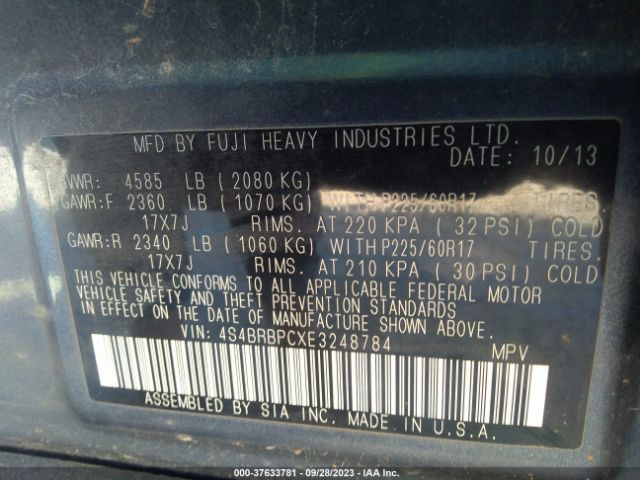 MFD BY FUJI HEAVY INDUSTRIES LTD.
DATE: 10/13
GVWR: 4585 LB (2080 KG)
GAWR:F 2360 LB (1070 KG) WITH P225/60R17 TIRES.
17X7J RIMS. AT 220 KPA (32 PSI) COLD
GAWR:R 2340 LB (1060 KG) WITH P225/60R17 TIRES.
17X7J RIMS. AT 210 KPA (30 PSI) COLD
THIS VEHICLE CONFORMS TO ALL APPLICABLE FEDERAL MOTOR
VEHICLE SAFETY AND THEFT PREVENTION STANDARDS
IN EFFECT ON THE DATE OF MANUFACTURE SHOWN ABOVE.
VIN: 4S4BRBPCXE3248784 MPV
ASSEMBLED BY SIA INC. MADE IN U.S.A.
000-37633781 - 09/28/2023 - IAA Inc.